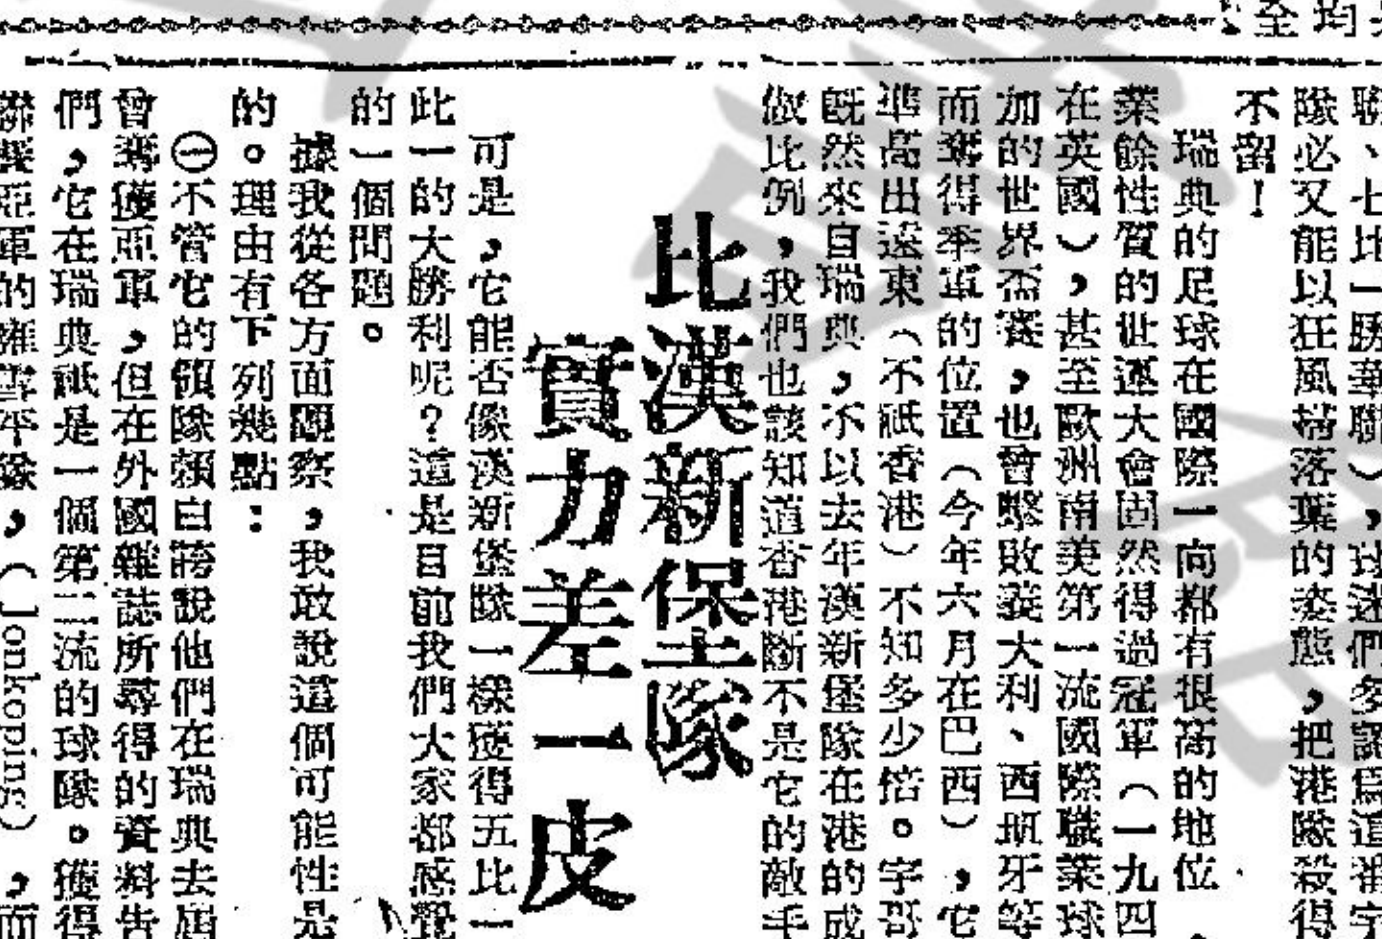 全均
聯、七比一勝華聯），球迷們多認爲這番宇
隊必又能以狂風掃落葉的姿態，把港隊殺得
不留！
瑞典的足球在國際一向都有很高的地位，
業餘性質的世運大會固然得過冠軍（一九四
在英國），甚至歐洲南美第一流國際職業球
加的世界盃賽，也曾擊敗義大利、西班牙等
而奪得季軍的位置（今年六月在巴西），它
準高出遠東（不祇香港）不知多少倍。宇哥
既然來自瑞典，不以去年漢新堡隊在港的成
做比例，我們也該知道香港斷不是它的敵手
比漢新堡隊
實力差一皮
可是，它能否像漢新堡隊一樣獲得五比一
此一的大勝利呢？這是目前我們大家都感覺
的一個問題。
據我從各方面觀察，我敢說這個可能性是
的。理由有下列幾點：
㊀不管它的領隊賴白誇說他們在瑞典去屆
曾奪獲亞軍，但在外國雜誌所尋得的資料告
們，它在瑞典祇是一個第二流的球隊。獲得
聯賽亞軍的雍雪平隊，（Jonkoping），而